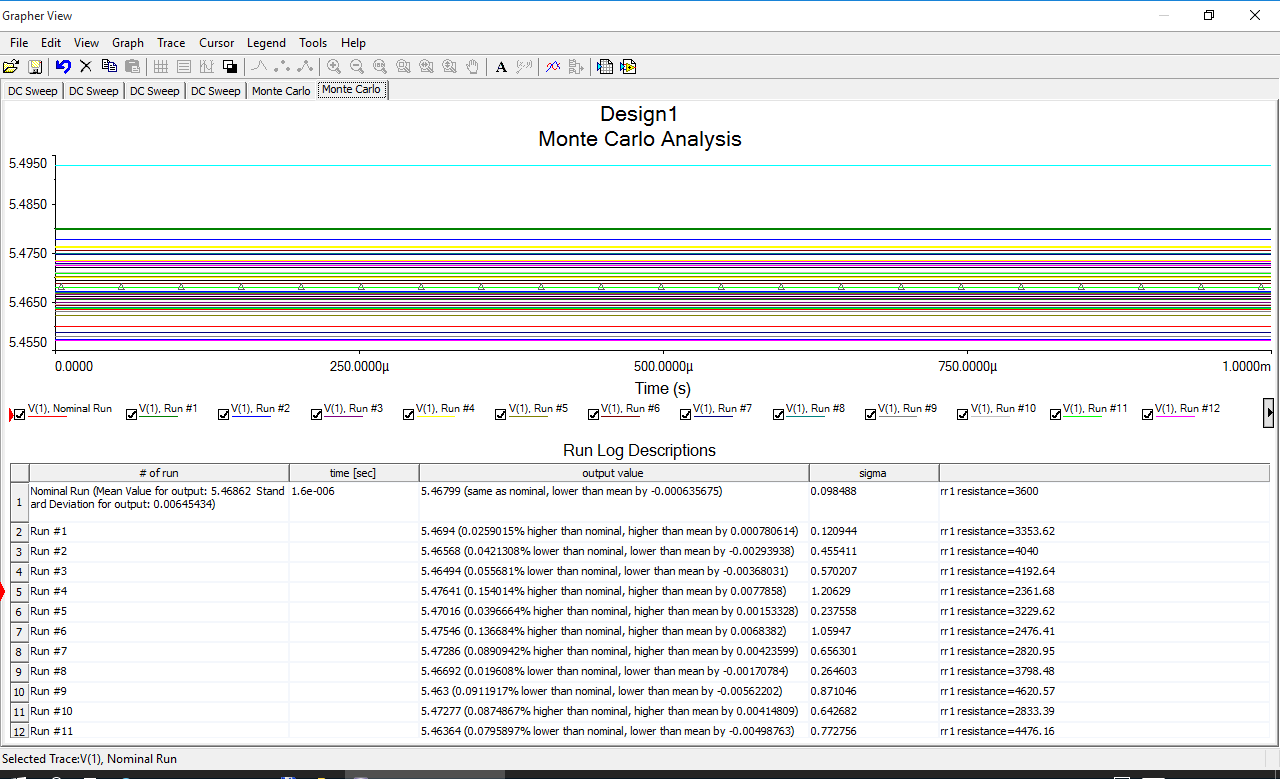 Grapher View
File Edit View Graph Trace Cursor Legend Tools Help
A
DC Sweep DC Sweep DC Sweep DC Sweep Monte Carlo Monte Carlo
Design1
Monte Carlo Analysis
5.4950
5.4850
5.4750
5.4650
5.4550
0.0000 250.0000µ 500.0000µ 750.0000µ 1.0000m
Time (s)
V(1), Nominal Run V(1), Run #1 V(1), Run #2 V(1), Run #3 V(1), Run #4 V(1), Run #5 V(1), Run #6 V(1), Run #7 V(1), Run #8 V(1), Run #9 V(1), Run #10 V(1), Run #11 V(1), Run #12
Run Log Descriptions
# of run time [sec] output value sigma
1 Nominal Run (Mean Value for output: 5.46862 Stand 1.6e-006 5.46799 (same as nominal, lower than mean by -0.000635675) 0.098488 rr1 resistance=3600
ard Deviation for output: 0.00645434)
2 Run #1 5.4694 (0.0259015% higher than nominal, higher than mean by 0.000780614) 0.120944 rr1 resistance=3353.62
3 Run #2 5.46568 (0.0421308% lower than nominal, lower than mean by -0.00293938) 0.455411 rr1 resistance=4040
4 Run #3 5.46494 (0.055681% lower than nominal, lower than mean by -0.00368031) 0.570207 rr1 resistance=4192.64
5 Run #4 5.47641 (0.154014% higher than nominal, higher than mean by 0.0077858) 1.20629 rr1 resistance=2361.68
6 Run #5 5.47016 (0.0396664% higher than nominal, higher than mean by 0.00153328) 0.237558 rr1 resistance=3229.62
7 Run #6 5.47546 (0.136684% higher than nominal, higher than mean by 0.0068382) 1.05947 rr1 resistance=2476.41
8 Run #7 5.47286 (0.0890942% higher than nominal, higher than mean by 0.00423599) 0.656301 rr1 resistance=2820.95
9 Run #8 5.46692 (0.019608% lower than nominal, lower than mean by -0.00170784) 0.264603 rr1 resistance=3798.48
10 Run #9 5.463 (0.0911917% lower than nominal, lower than mean by -0.00562202) 0.871046 rr1 resistance=4620.57
11 Run #10 5.47277 (0.0874867% higher than nominal, higher than mean by 0.00414809) 0.642682 rr1 resistance=2833.39
12 Run #11 5.46364 (0.0795897% lower than nominal, lower than mean by -0.00498763) 0.772756 rr1 resistance=4476.16
Selected Trace:V(1), Nominal Run